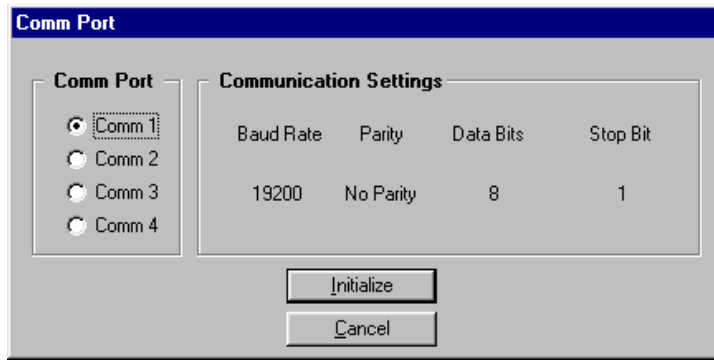 Comm Port
Comm Port
Comm 1
Comm 2
Comm 3
Comm 4
Communication Settings
Baud Rate Parity Data Bits Stop Bit
19200 No Parity 8 1
Initialize
Cancel